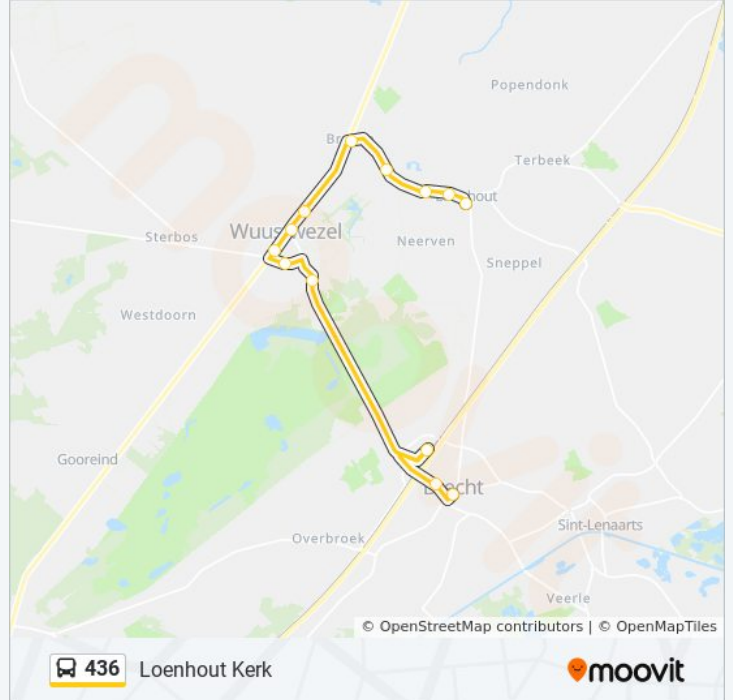 Popendonk
Terbeek
Sterbos
Neerven
Sneppel
Westdoorn
Gooreind
Sint-Lenaarts
Overbroek
Veerle
© OpenStreetMap contributors | © OpenMapTiles
436 Loenhout Kerk
moovit